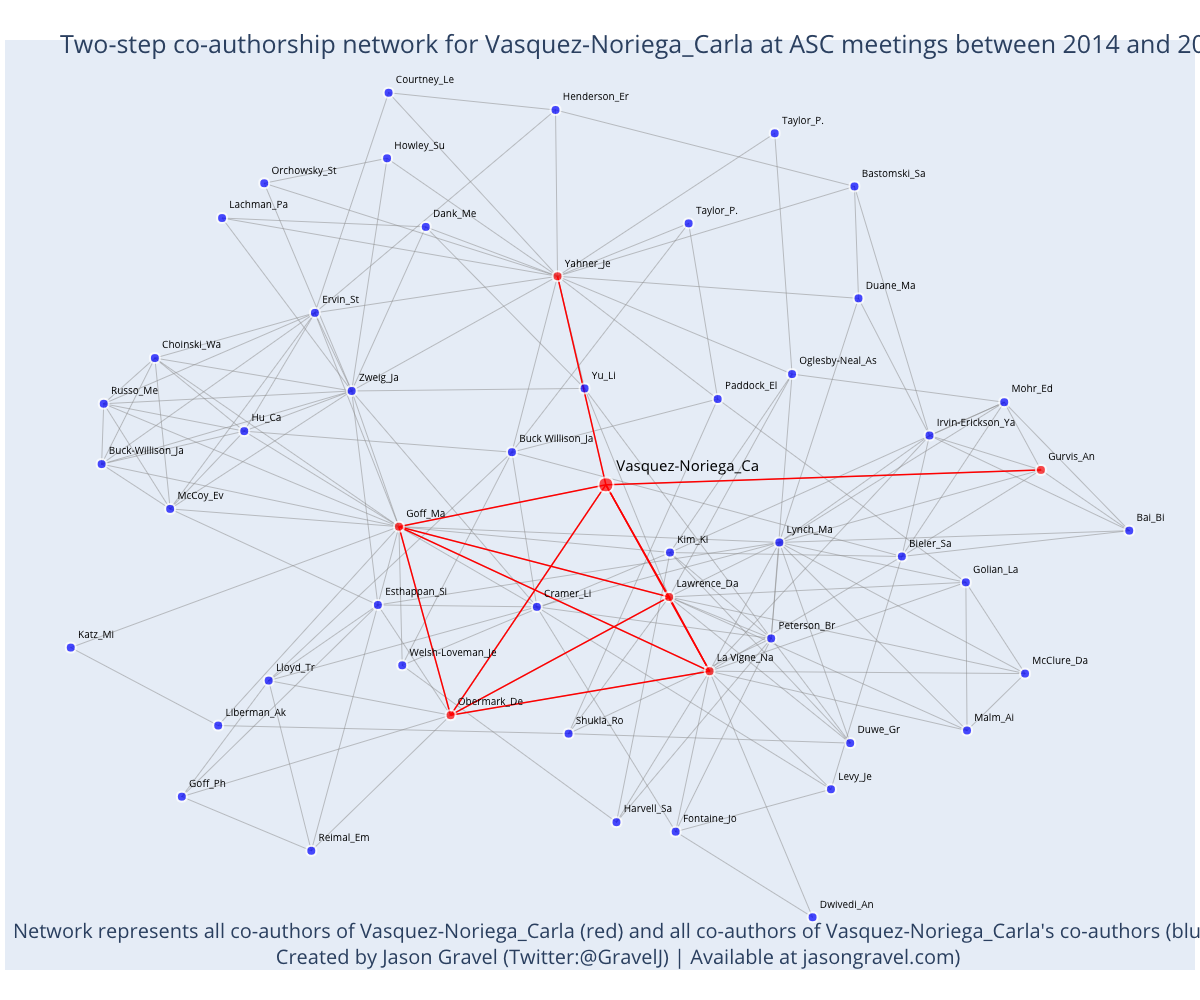 Two-step co-authorship network for Vasquez-Noriega_Carla at ASC meetings between 2014 and 20
Courtney_Le
Henderson_Er
Taylor_P.
Howley_Su
Orchowsky_St
Bastomski_Sa
Lachman_Pa
Dank_Me
Taylor_P.
Yahner_Je
Duane_Ma
Ervin_St
Choinski_Wa
Oglesby-Neal_As
Zweig_Ja
Yu_Li
Paddock_El
Mohr_Ed
Russo_Me
Hu_Ca
Irvin-Erickson_Ya
Buck Willison_Ja
Buck-Willison_Ja
Gurvis_An
Vasquez-Noriega_Ca
McCoy_Ev
Goff_Ma
Bai_Bi
Lynch_Ma
Kim_Ki
Bieler_Sa
Golian_La
Lawrence_Da
Esthappan_Si
Cramer_Li
Peterson_Br
Katz_Mi
Welsh-Loveman_Je
La Vigne_Na
McClure_Da
Lloyd_Tr
Obermark_De
Liberman_Ak
Shukla_Ro
Malm_Al
Duwe_Gr
Goff_Ph
Levy_Je
Harvell_Sa
Fontaine_Jo
Reimal_Em
Dwivedi_An
Network represents all co-authors of Vasquez-Noriega_Carla (red) and all co-authors of Vasquez-Noriega_Carla's co-authors (blu
Created by Jason Gravel (Twitter:@GravelJ) | Available at jasongravel.com)